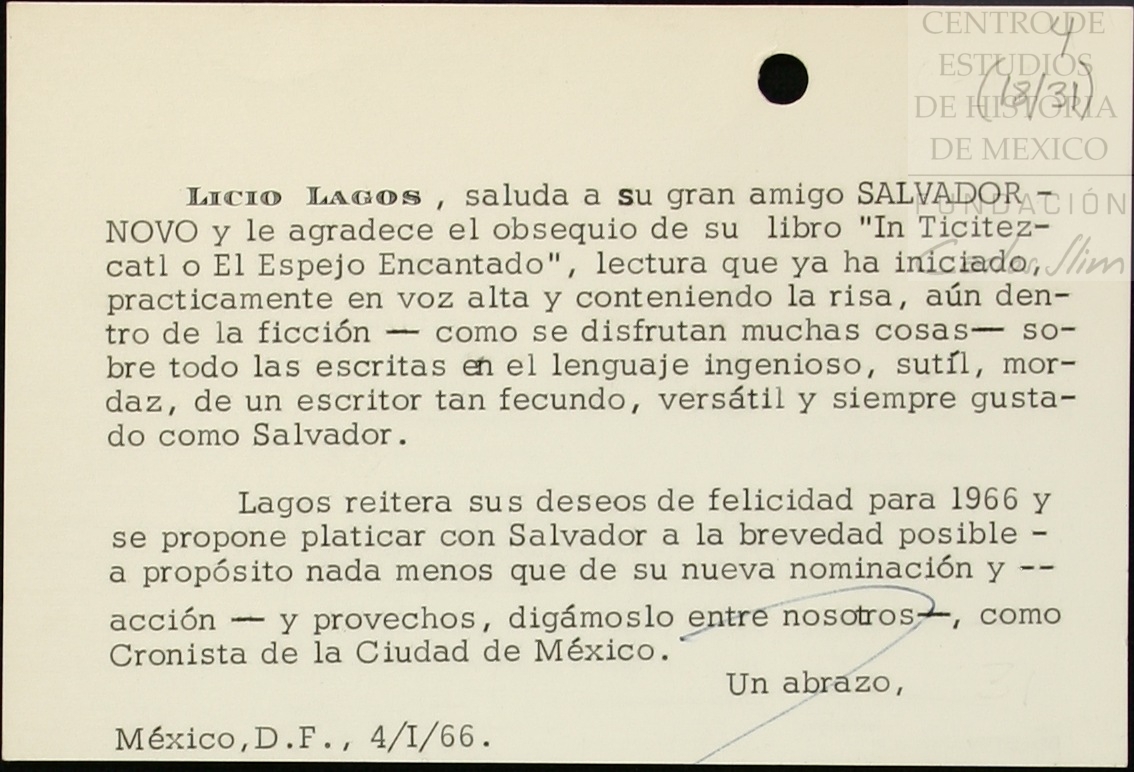 CENTRO DE
ESTUDIOS
DE HISTORIA
DE MEXICO
FUNDACIÓN
Carlos Slim
4
(18/31)
LICIO LAGOS , saluda a su gran amigo SALVADOR -
NOVO y le agradece el obsequio de su libro "In Ticitez-
catl o El Espejo Encantado", lectura que ya ha iniciado,
practicamente en voz alta y conteniendo la risa, aún den-
tro de la ficción — como se disfrutan muchas cosas— so-
bre todo las escritas en el lenguaje ingenioso, sutíl, mor-
daz, de un escritor tan fecundo, versátil y siempre gusta-
do como Salvador.
Lagos reitera sus deseos de felicidad para 1966 y
se propone platicar con Salvador a la brevedad posible -
a propósito nada menos que de su nueva nominación y --
acción — y provechos, digámoslo entre nosotros—, como
Cronista de la Ciudad de México.
Un abrazo,
México, D.F., 4/I/66.